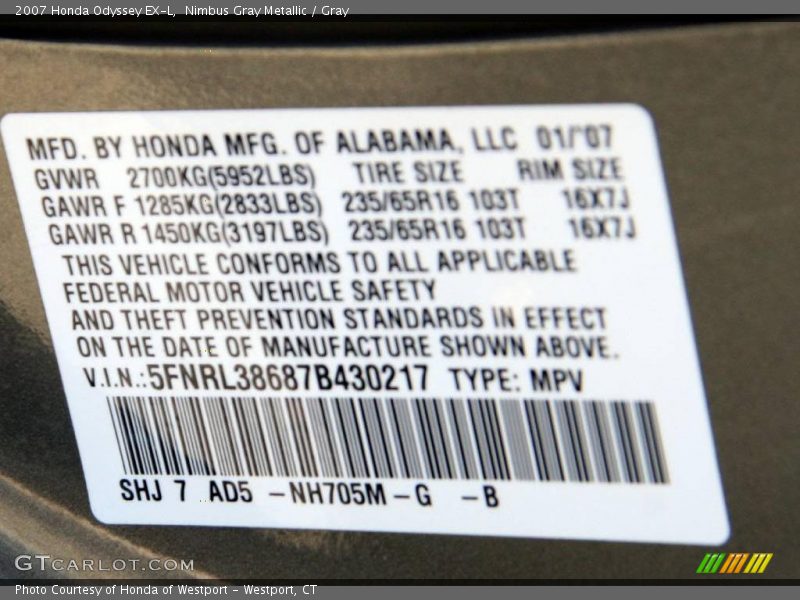 2007 Honda Odyssey EX-L, Nimbus Gray Metallic / Gray
MFD. BY HONDA MFG. OF ALABAMA, LLC 01/'07
GVWR 2700KG(5952LBS) TIRE SIZE RIM SIZE
GAWR F 1285KG(2833LBS) 235/65R16 103T 16X7J
GAWR R 1450KG(3197LBS) 235/65R16 103T 16X7J
THIS VEHICLE CONFORMS TO ALL APPLICABLE
FEDERAL MOTOR VEHICLE SAFETY
AND THEFT PREVENTION STANDARDS IN EFFECT
ON THE DATE OF MANUFACTURE SHOWN ABOVE.
V.I.N.:5FNRL38687B430217 TYPE: MPV
SHJ 7 AD5 -NH705M-G -B
GTCARLOT.COM
Photo Courtesy of Honda of Westport - Westport, CT